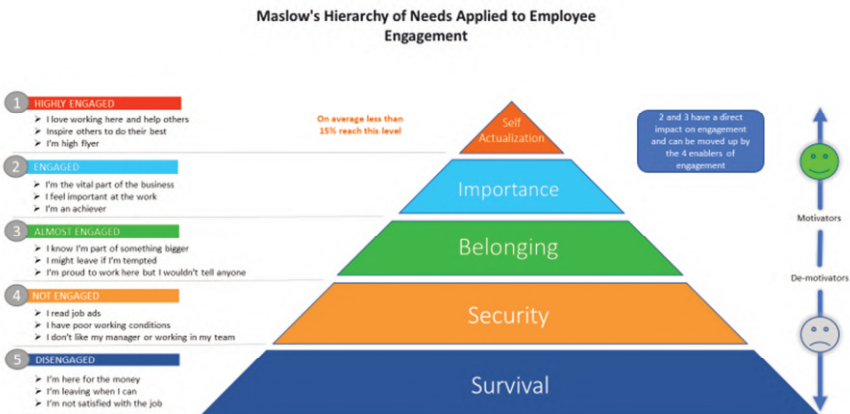 Maslow's Hierarchy of Needs Applied to Employee
Engagement
1 HIGHLY ENGAGED
➤ I love working here and help others
➤ Inspire others to do their best
➤ I'm high flyer
On average less than
15% reach this level
Self
Actualization
2 and 3 have a direct
impact on engagement
and can be moved up by
the 4 enablers of
engagement
2 ENGAGED
➤ I'm the vital part of the business
➤ I feel important at the work
➤ I'm an achiever
Importance
Motivators
3 ALMOST ENGAGED
➤ I know I'm part of something bigger
➤ I might leave if I'm tempted
➤ I'm proud to work here but I wouldn't tell anyone
Belonging
De-motivators
4 NOT ENGAGED
➤ I read job ads
➤ I have poor working conditions
➤ I don't like my manager or working in my team
Security
5 DISENGAGED
➤ I'm here for the money
➤ I'm leaving when I can
➤ I'm not satisfied with the job
Survival